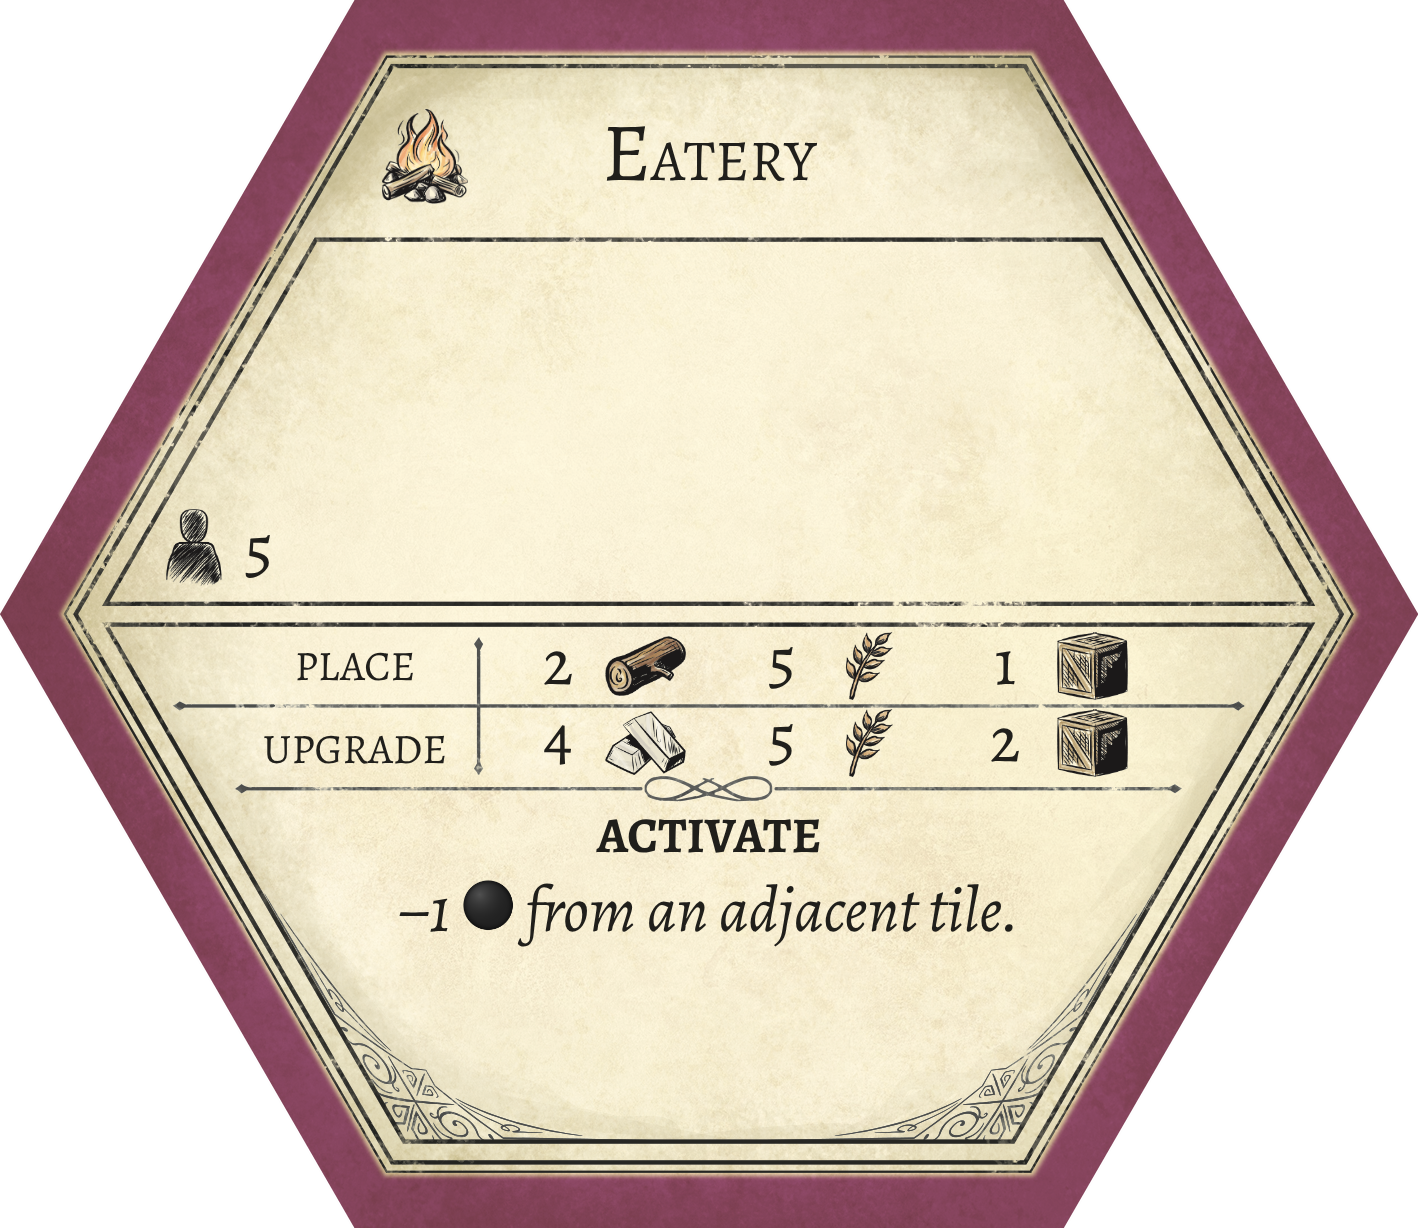 Eatery
5
PLACE 2 5 1
UPGRADE 4 5 2
ACTIVATE
–1 from an adjacent tile.